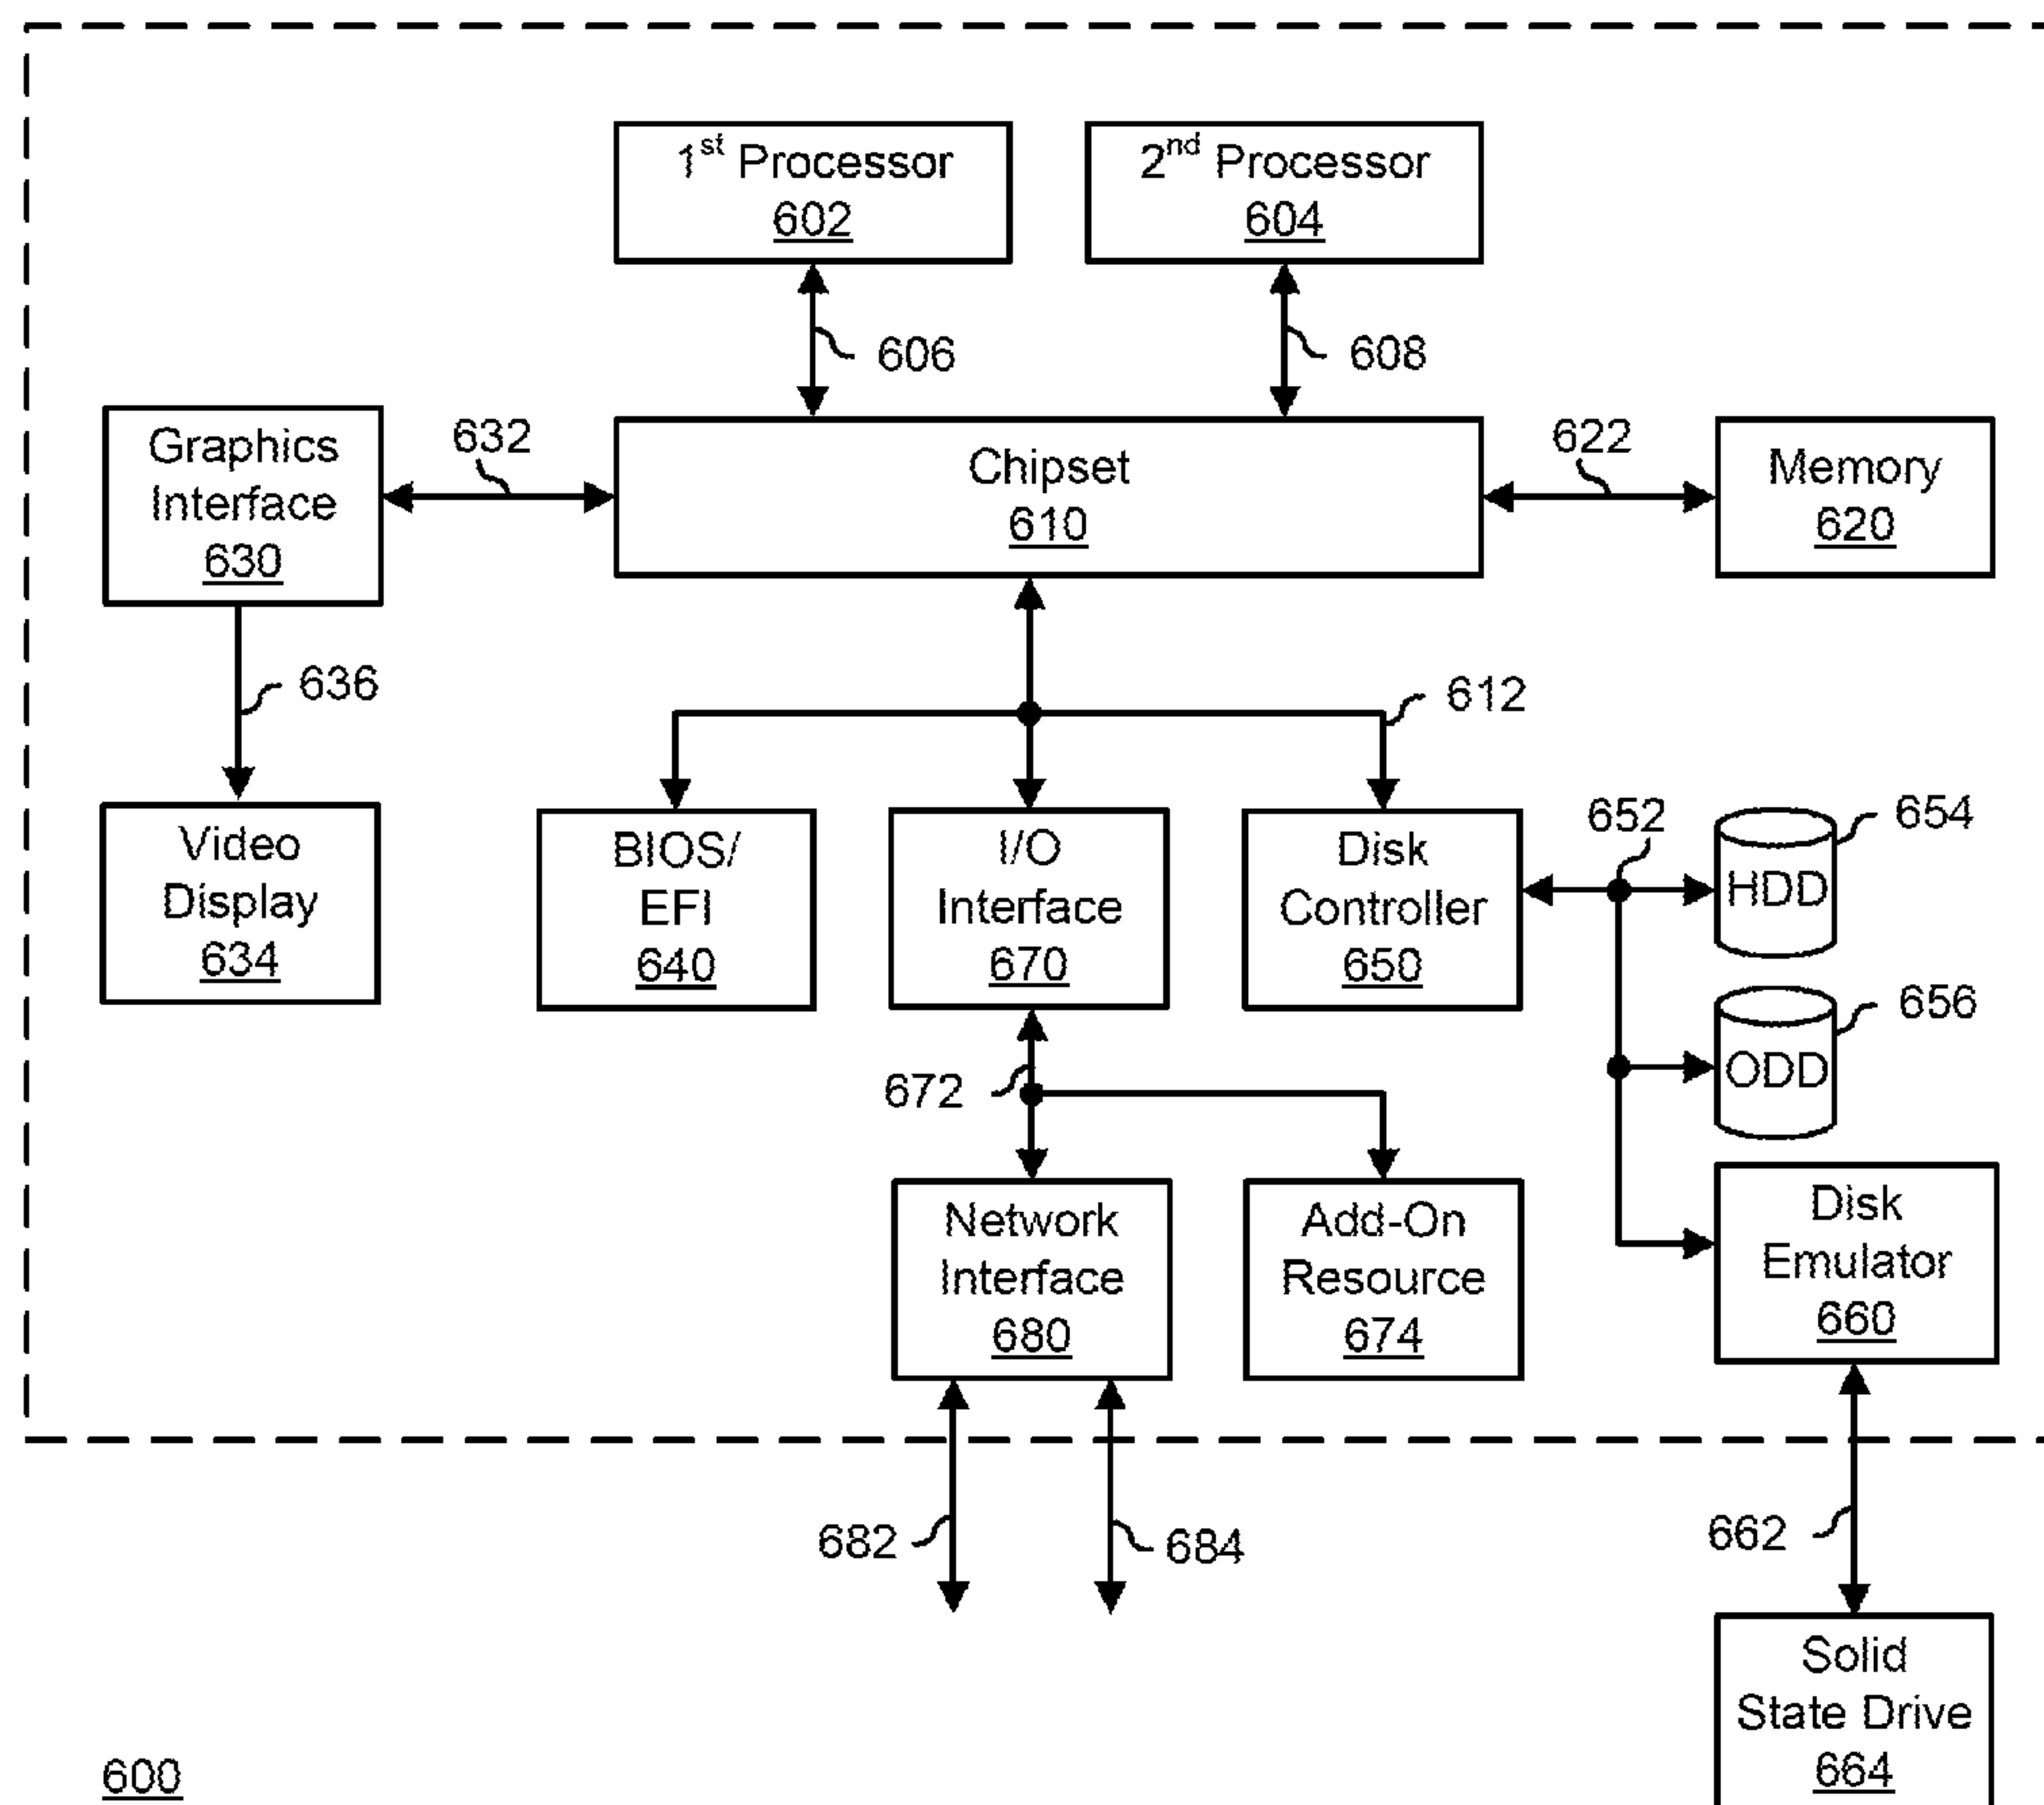 1st Processor
602
2nd Processor
604
606
608
Graphics
Interface
630
632
Chipset
610
622
Memory
620
636
612
Video
Display
634
BIOS/
EFI
640
I/O
Interface
670
Disk
Controller
650
652
HDD
654
ODD
656
672
Network
Interface
680
Add-On
Resource
674
Disk
Emulator
660
682
684
662
Solid
State Drive
664
600